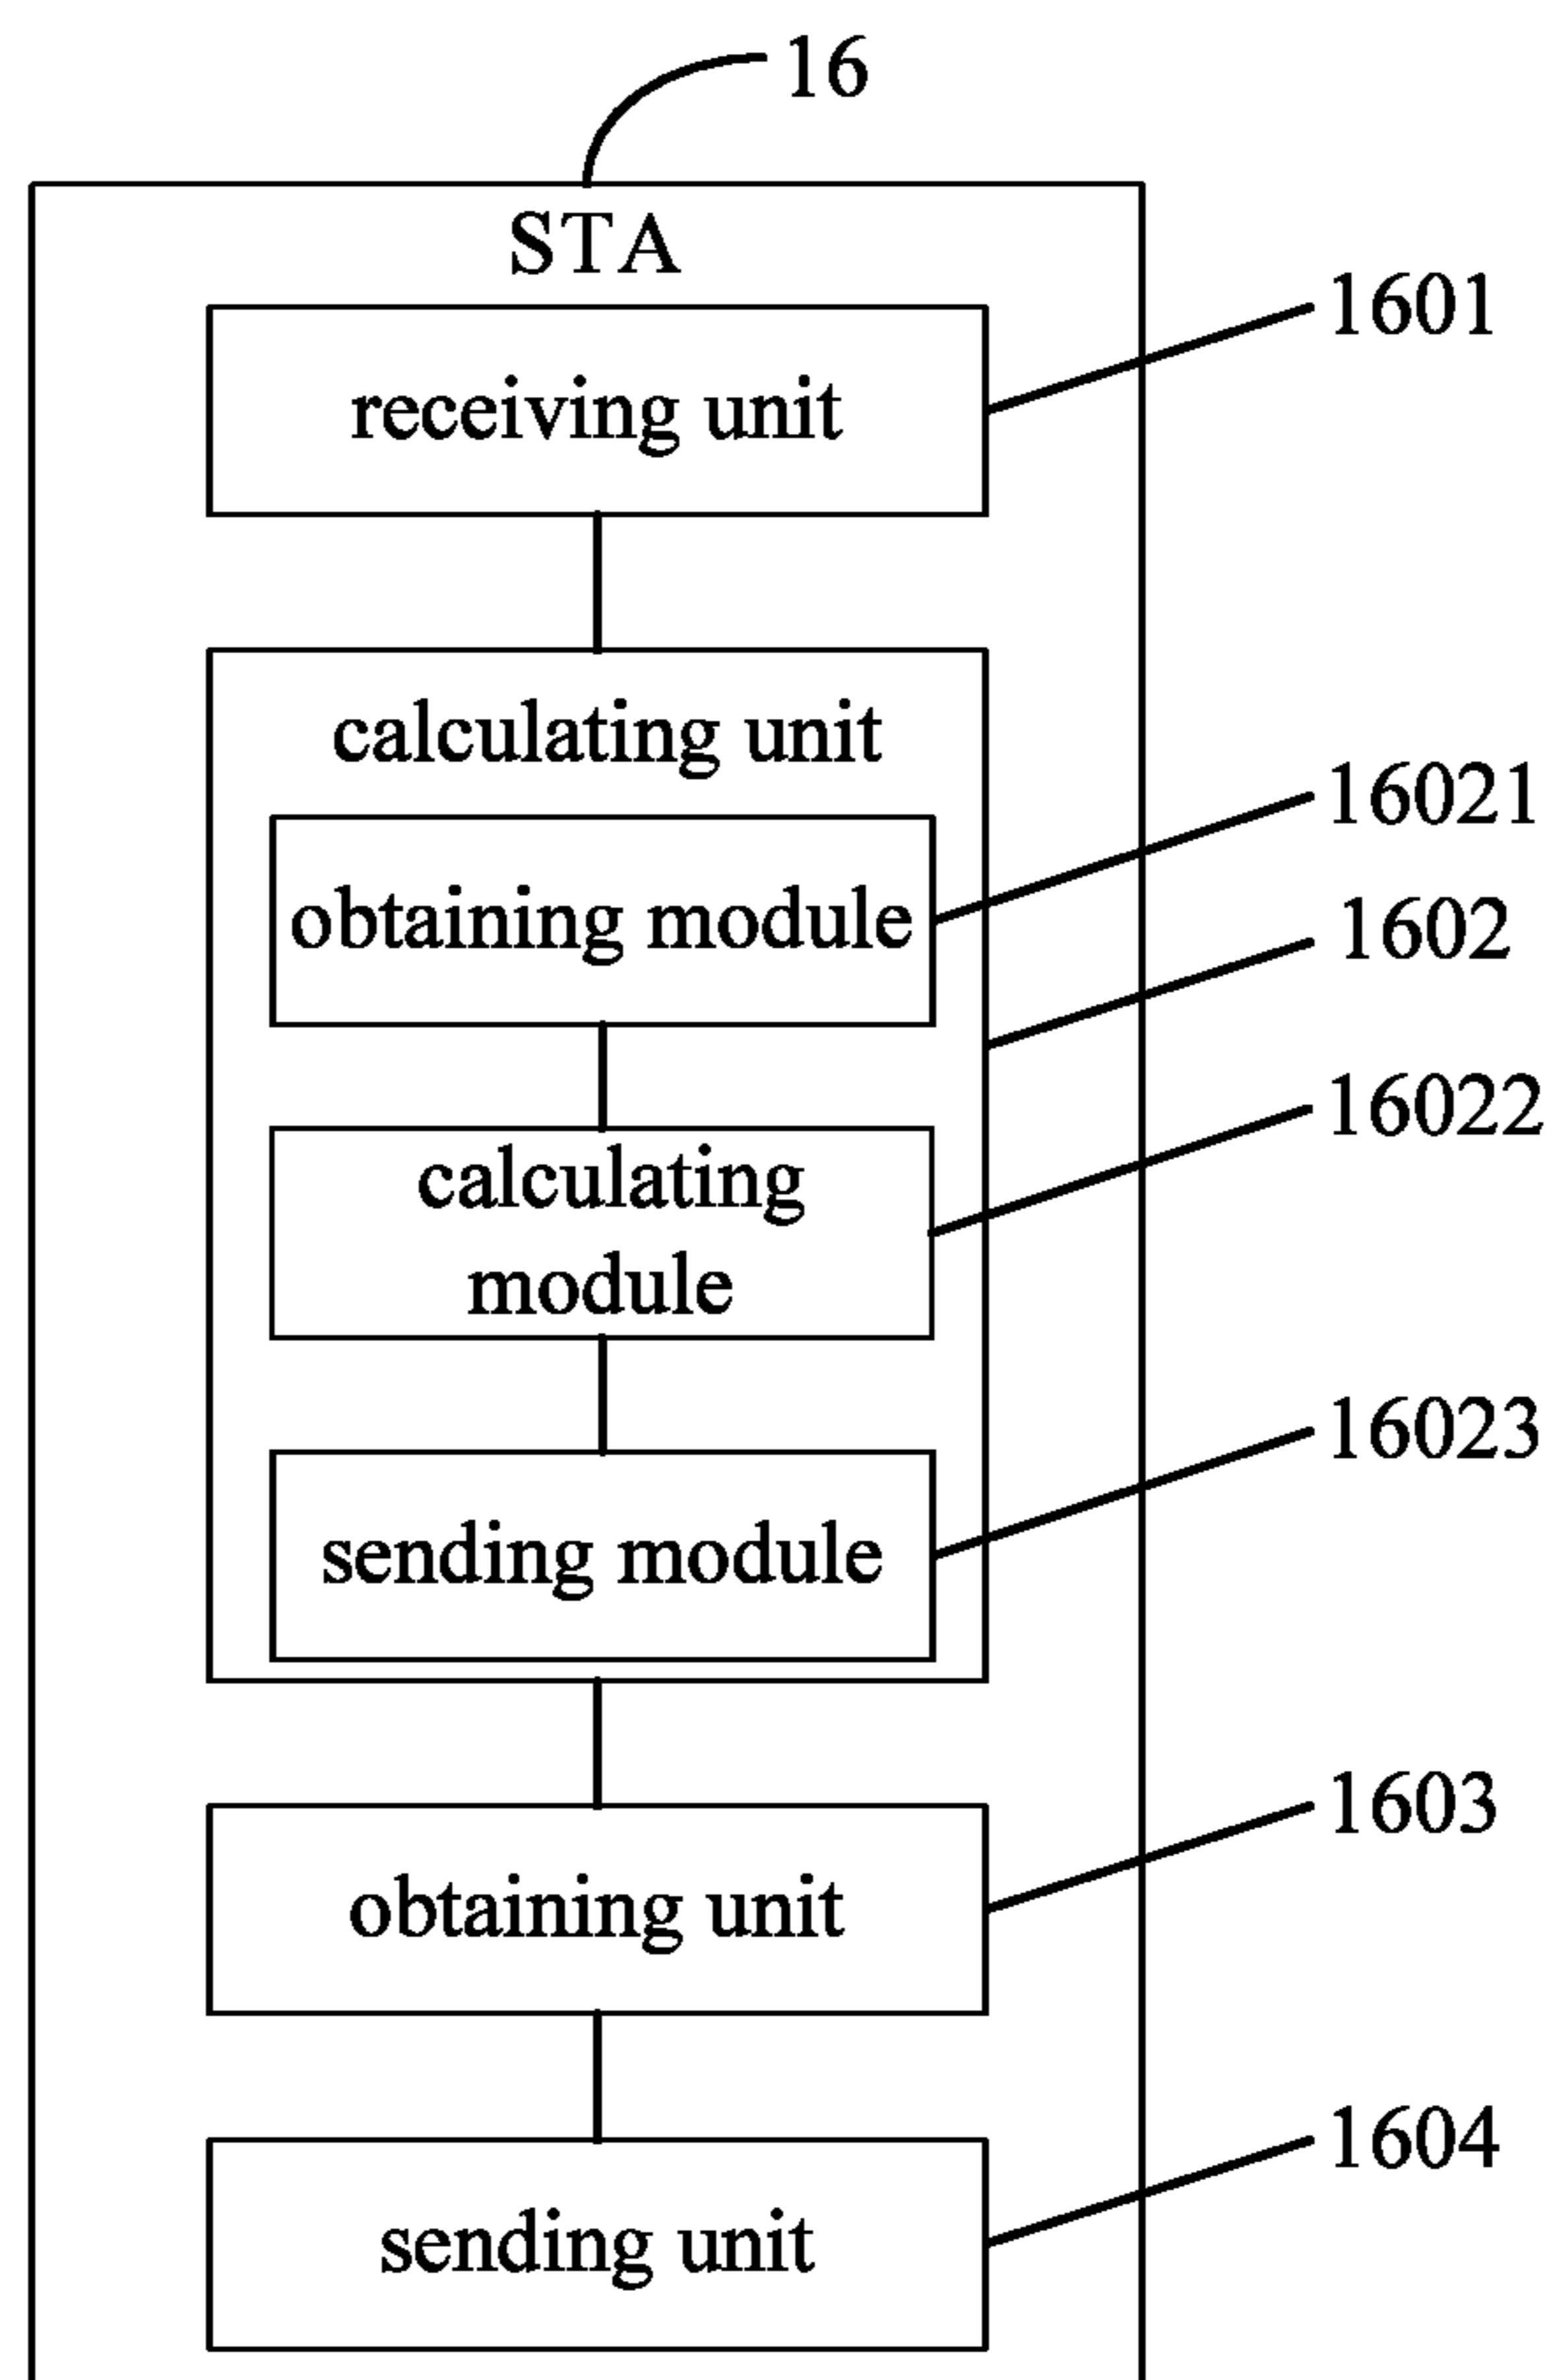 16
STA
1601
receiving unit
calculating unit
16021
obtaining module
1602
16022
calculating
module
16023
sending module
1603
obtaining unit
1604
sending unit